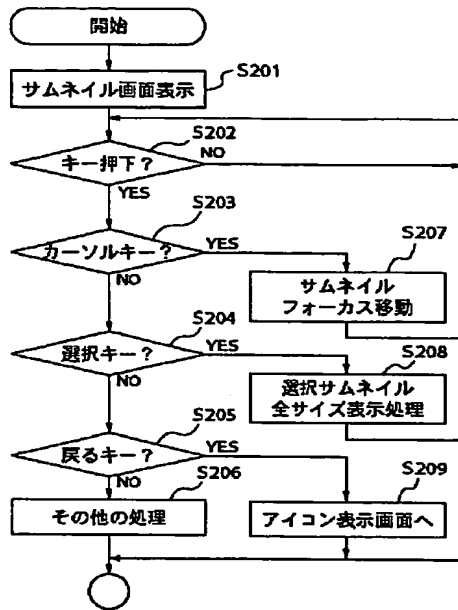 開始
S201
サムネイル画面表示
S202
キー押下？
NO
YES
S203
カーソルキー？
YES
NO
S207
サムネイル
フォーカス移動
S204
選択キー？
YES
NO
S208
選択サムネイル
全サイズ表示処理
S205
戻るキー？
YES
NO
S206
その他の処理
S209
アイコン表示画面へ